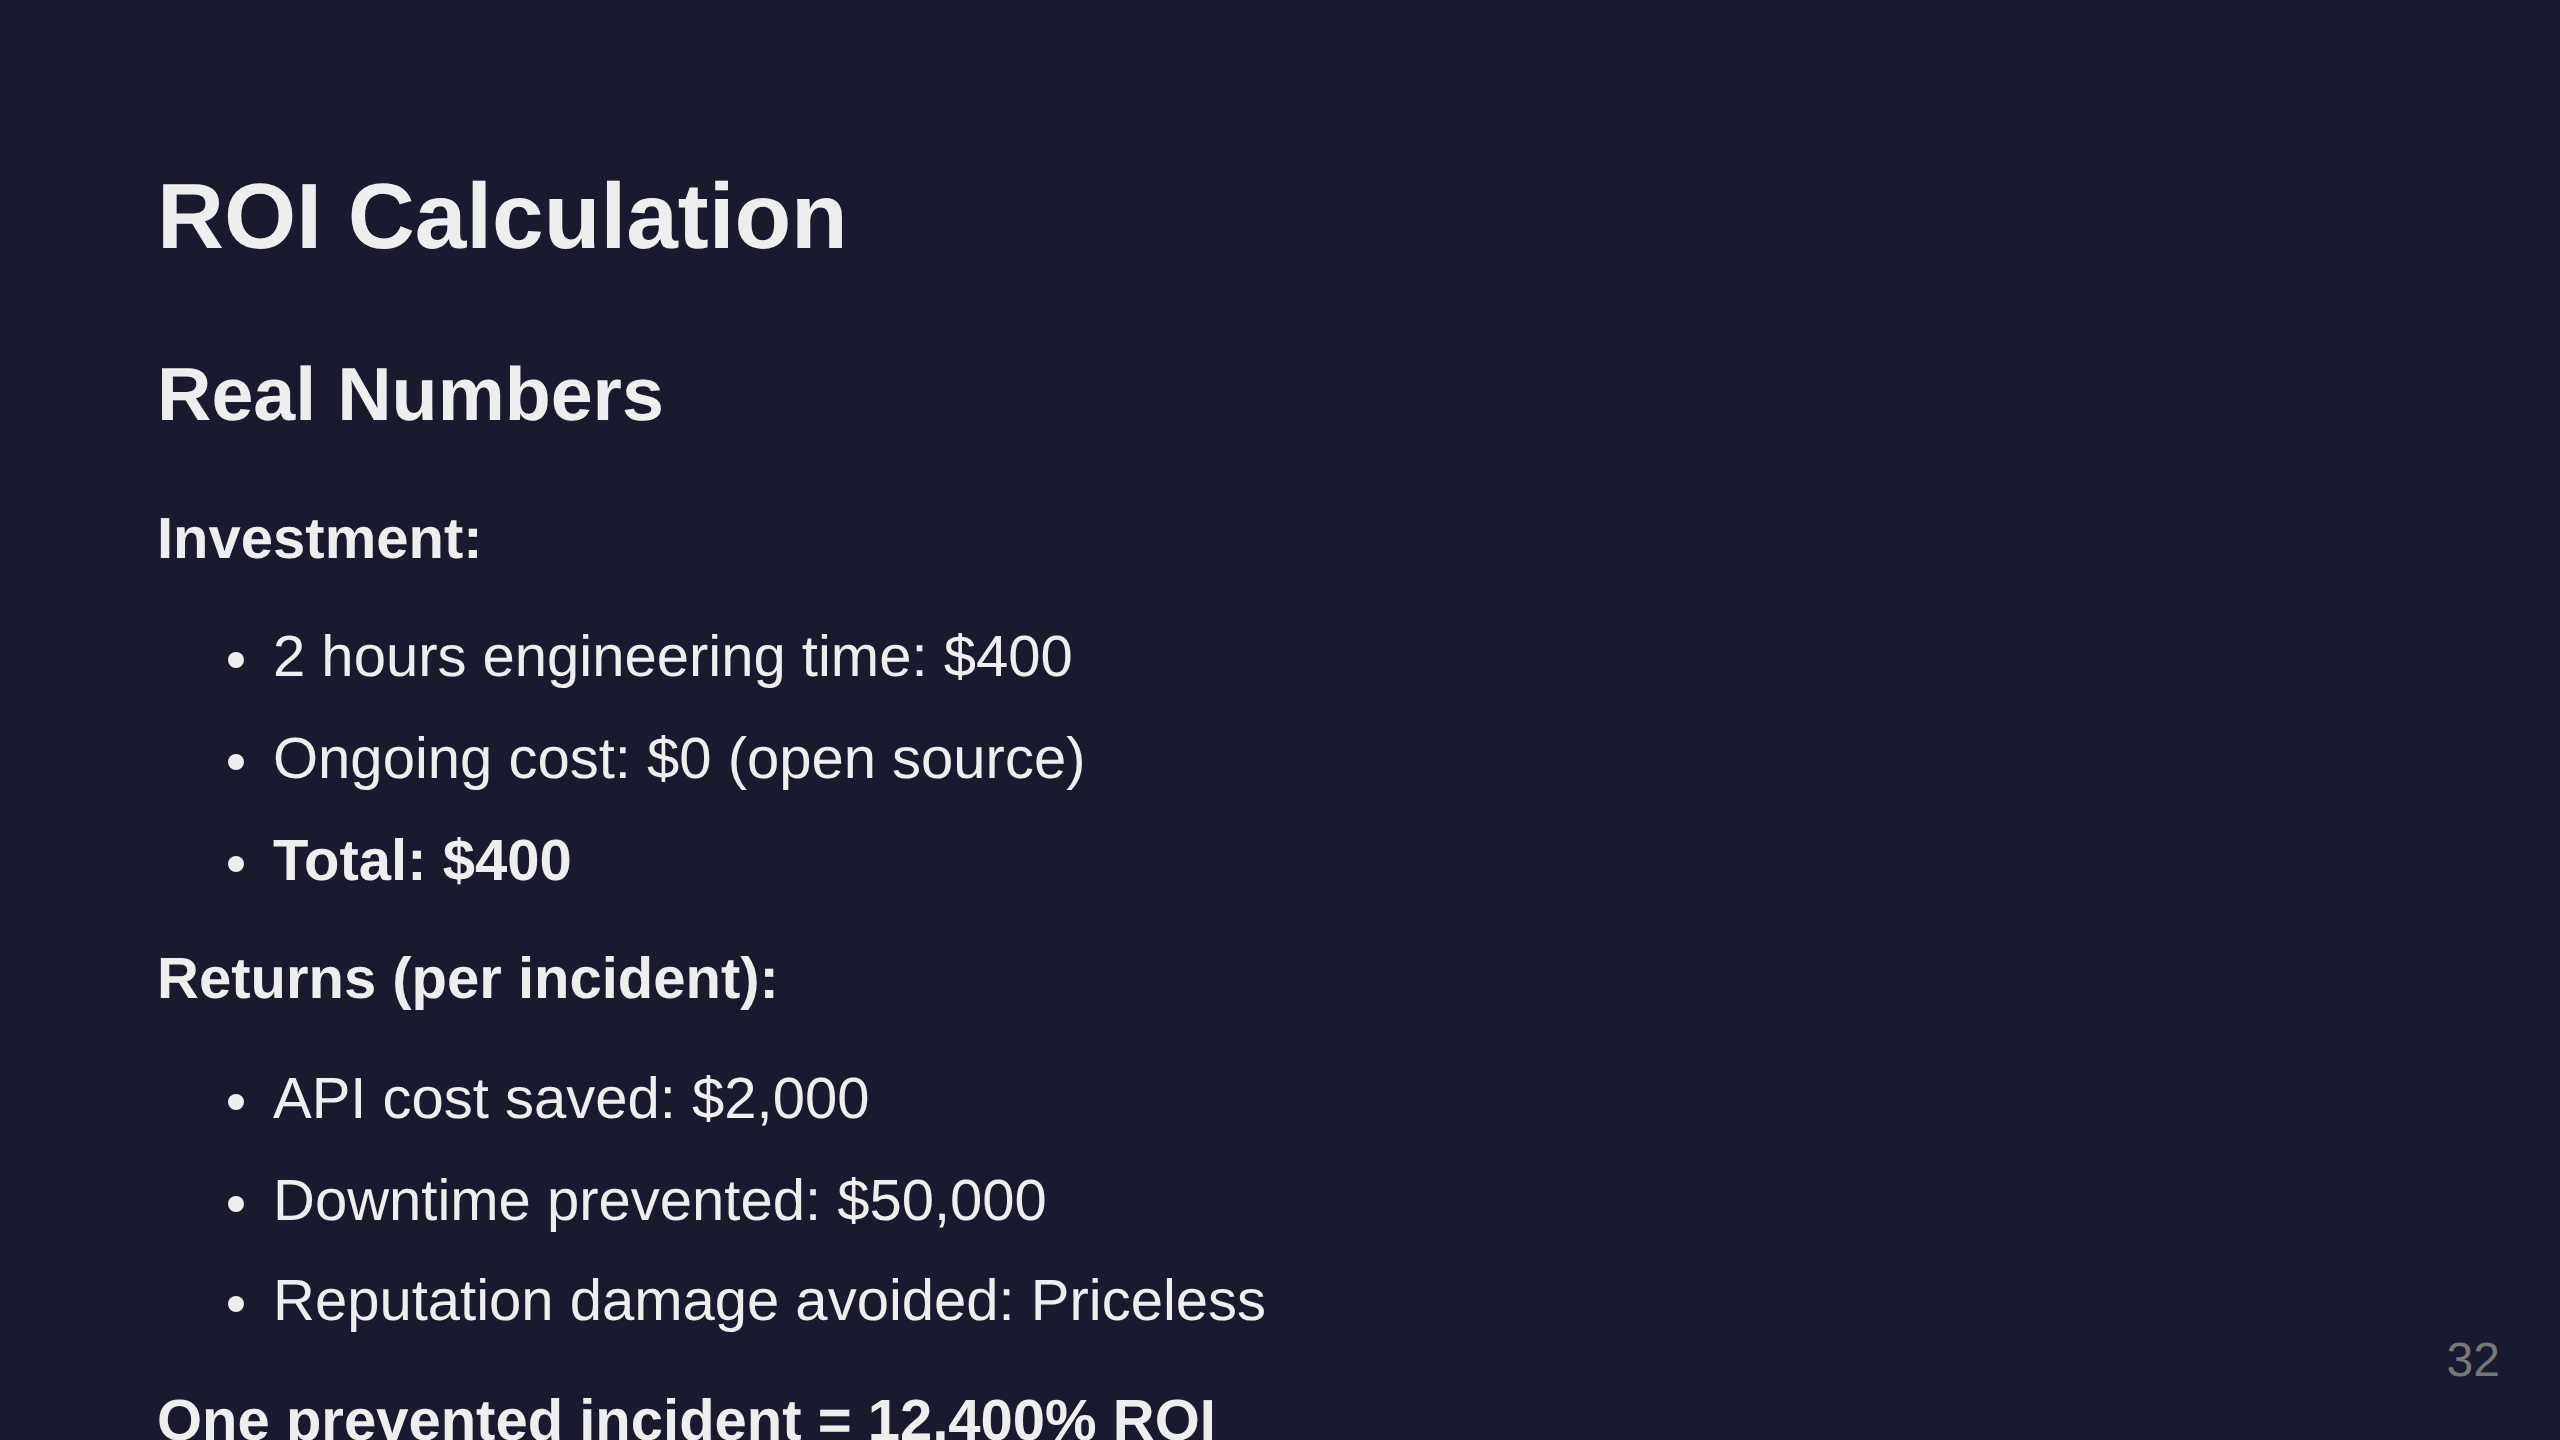 ROI Calculation
Real Numbers
Investment:
• 2 hours engineering time: $400
• Ongoing cost: $0 (open source)
• Total: $400
Returns (per incident):
• API cost saved: $2,000
• Downtime prevented: $50,000
• Reputation damage avoided: Priceless
32
One prevented incident = 12,400% ROI